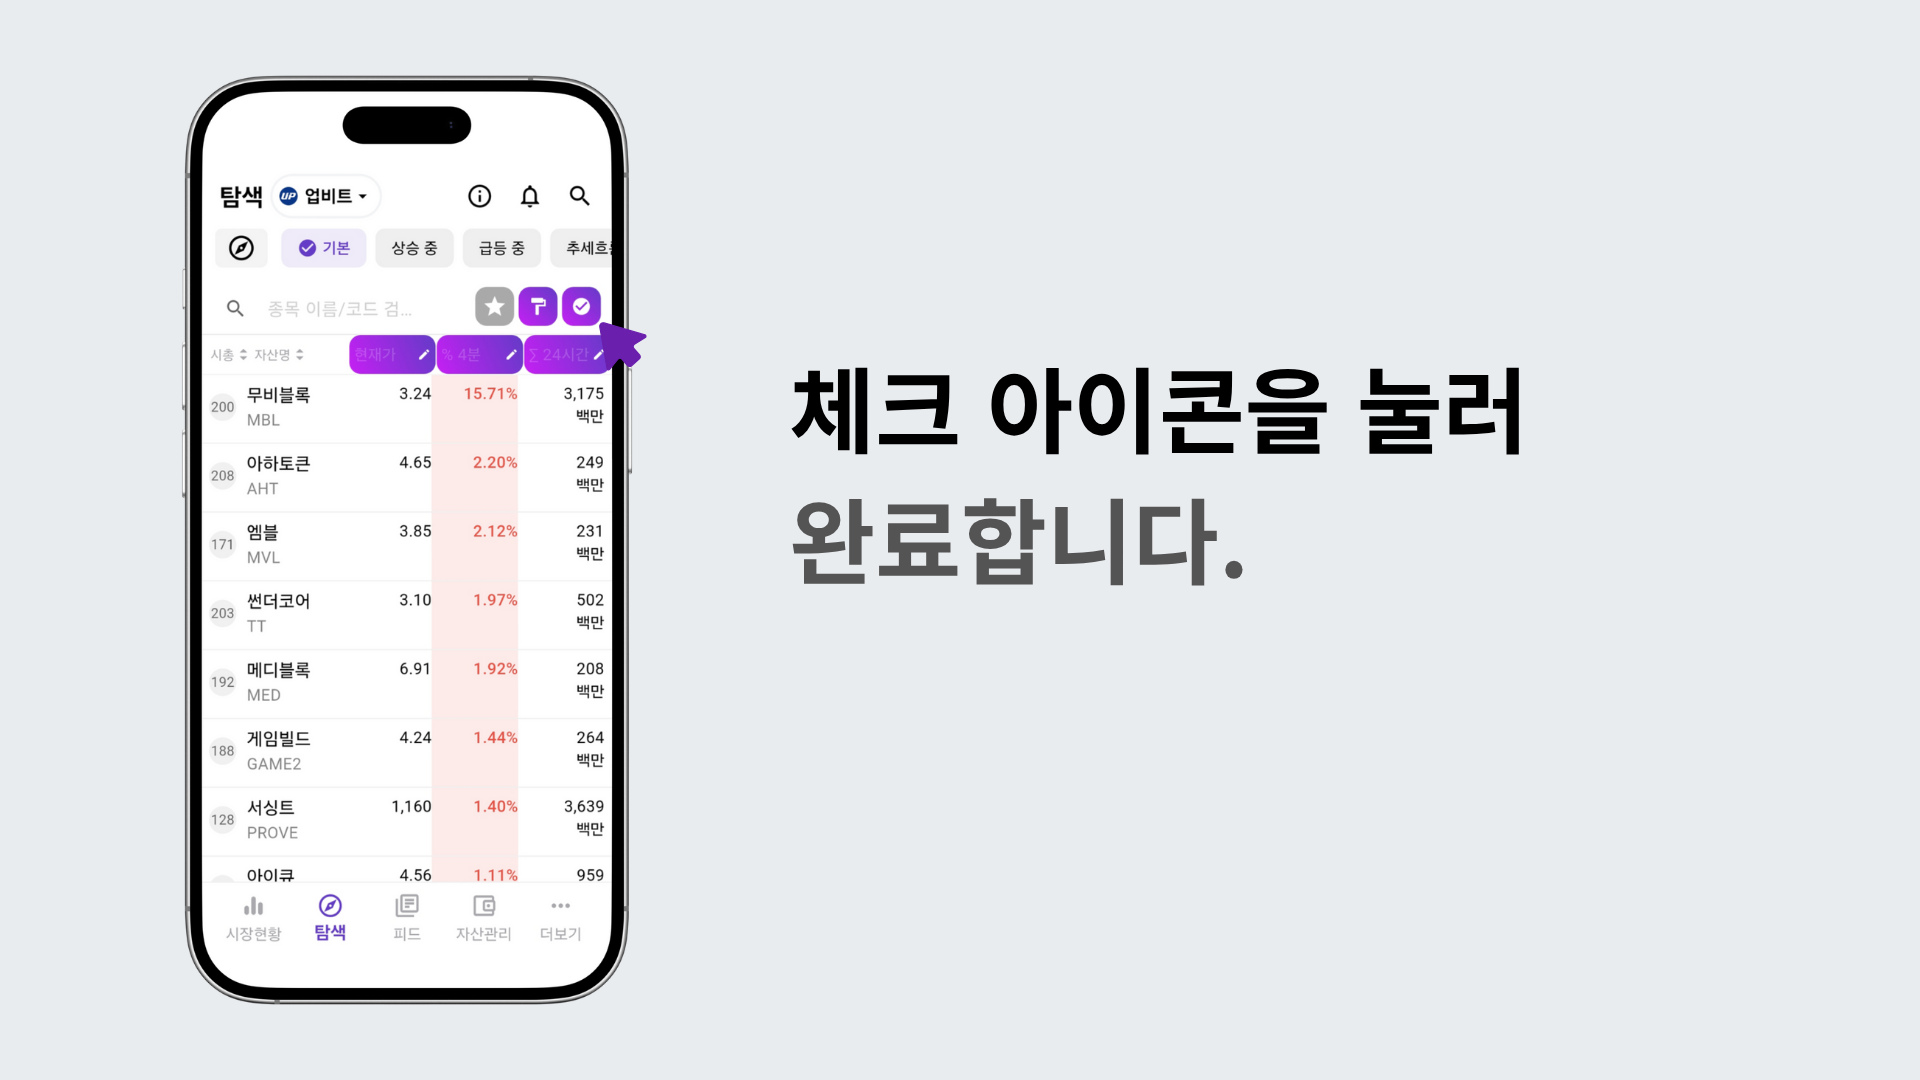 탐색 UP 업비트
기본 상승 중 급등 중 추세흐
종목 이름/코드 검...
시총 자산명 현재가 % 4분 ∑ 24시간
200 무비블록 3.24 15.71% 3,175
MBL 백만
208 아하토큰 4.65 2.20% 249
AHT 백만
171 엠블 3.85 2.12% 231
MVL 백만
203 썬더코어 3.10 1.97% 502
TT 백만
192 메디블록 6.91 1.92% 208
MED 백만
188 게임빌드 4.24 1.44% 264
GAME2 백만
128 서싱트 1,160 1.40% 3,639
PROVE 백만
아이큐 4.56 1.11% 959
시장현황 탐색 피드 자산관리 더보기
체크 아이콘을 눌러
완료합니다.